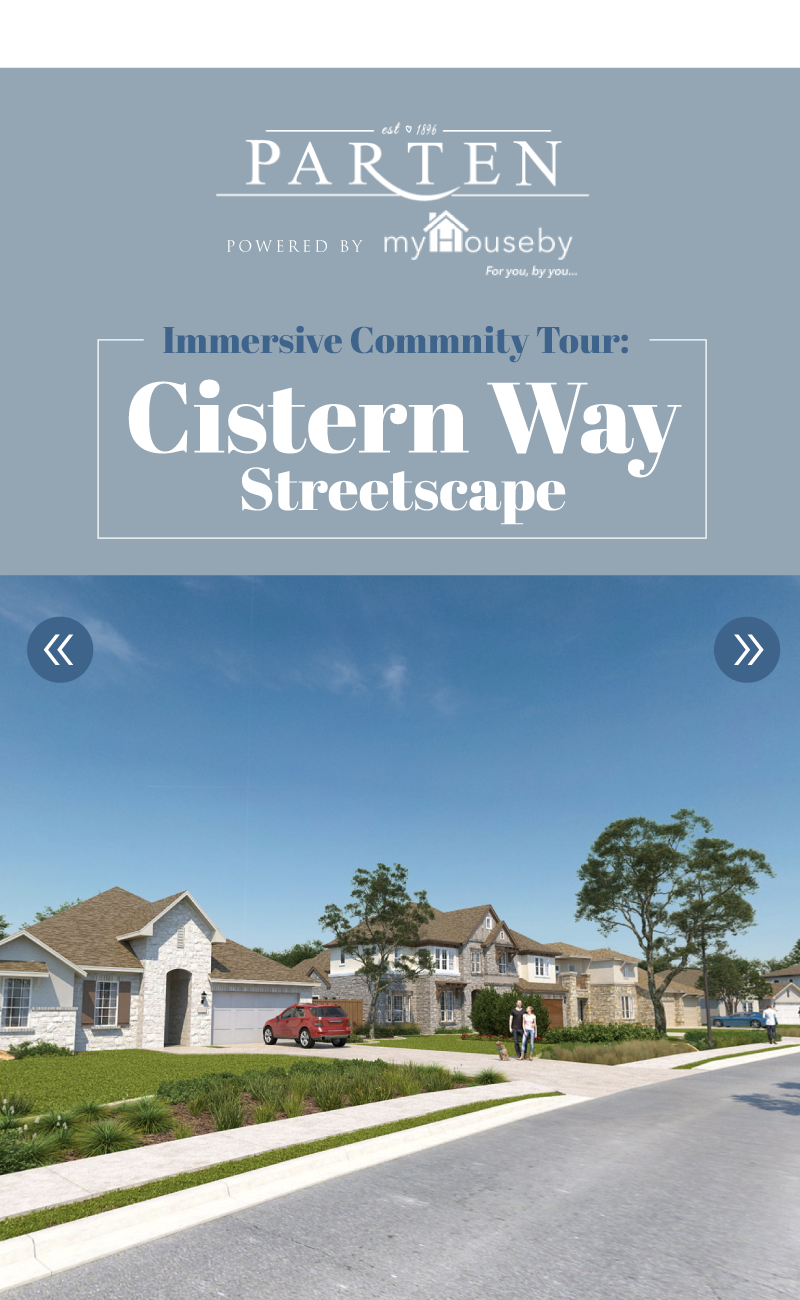 est 1896
PARTEN
POWERED BY myHouseby
For you, by you...
Immersive Commnity Tour:
Cistern Way
Streetscape